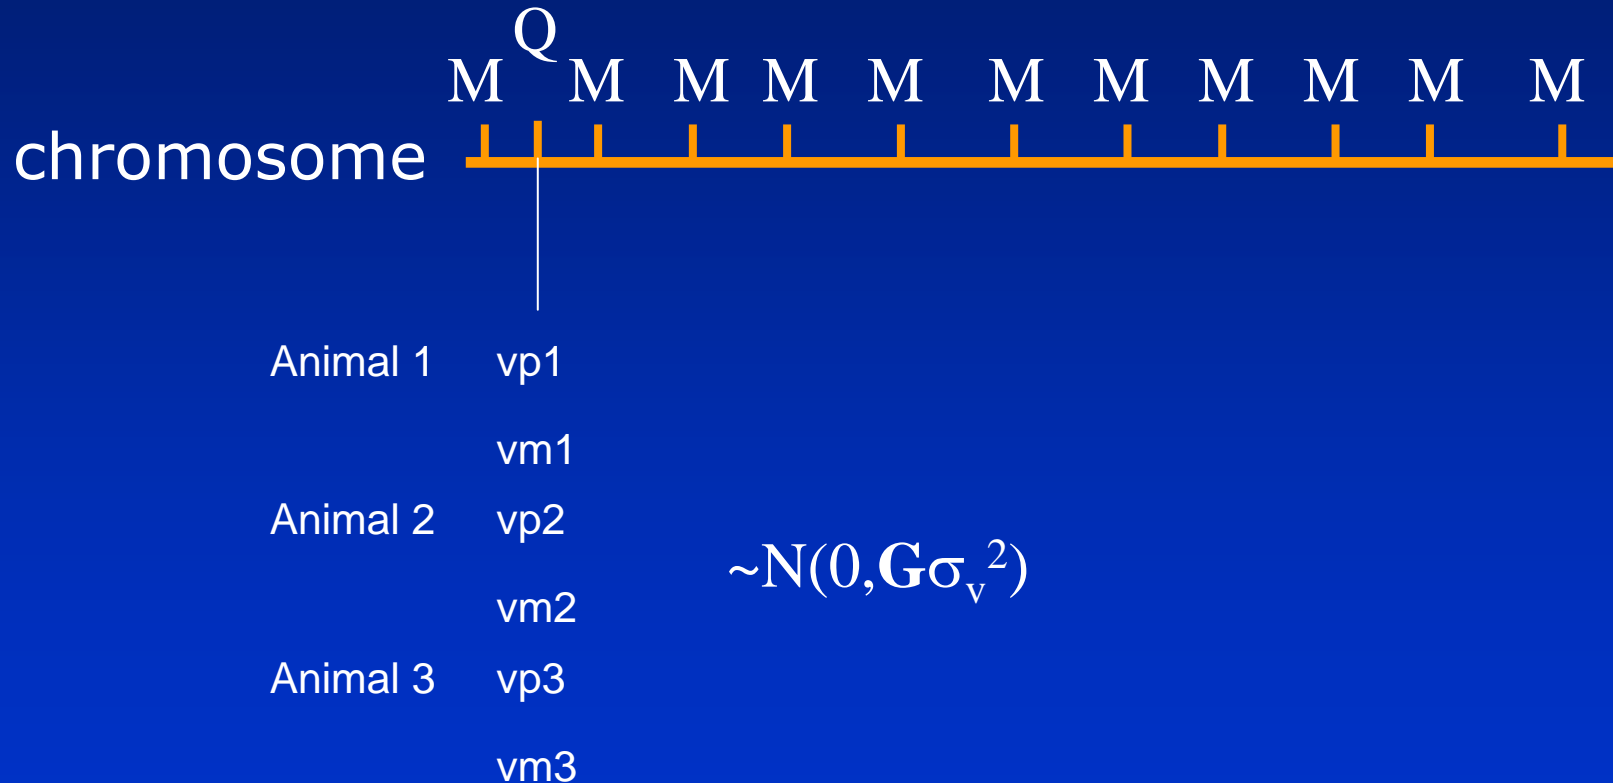 Q
M M M M M M M M M M M
chromosome
Animal 1 vp1
vm1
Animal 2 vp2
~N(0,Gσᵥ²)
vm2
Animal 3 vp3
vm3